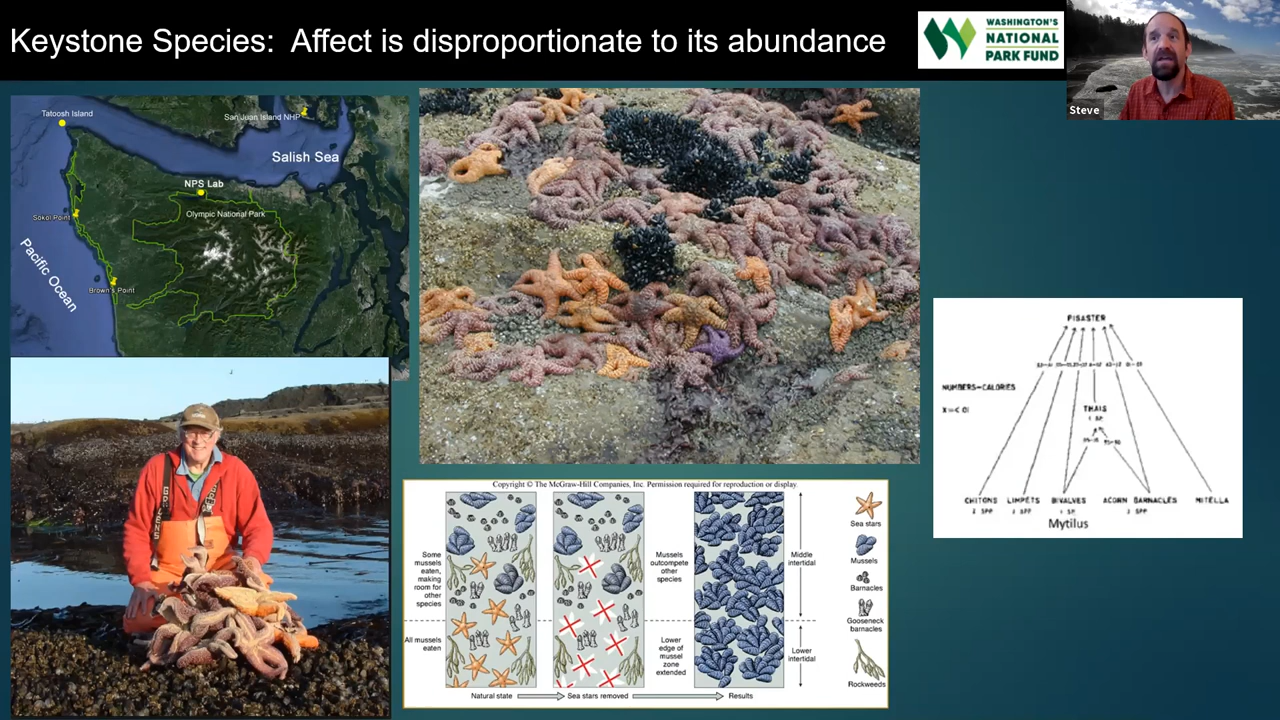 Keystone Species: Affect is disproportionate to its abundance
WASHINGTON'S
NATIONAL
PARK FUND
Steve
Tatoosh Island
San Juan Island NHP
Salish Sea
NPS Lab
Olympic National Park
Sokol Point
Pacific Ocean
Brown's Point
Copyright © The McGraw-Hill Companies, Inc. Permission required for reproduction or display.
Some
mussels
eaten,
making
room for
other
species
All mussels
eaten
Mussels
outcompete
other
species
Lower
edge of
mussel
zone
extended
Middle
intertidal
Lower
intertidal
Sea stars
Mussels
Barnacles
Gooseneck
barnacles
Rockweeds
Natural state
Sea stars removed
Results
PISASTER
NUMBERS-CALORIES
THAIS
1 SP.
CHITONS LIMPETS BIVALVES ACORN BARNACLES MITELLA
Mytilus